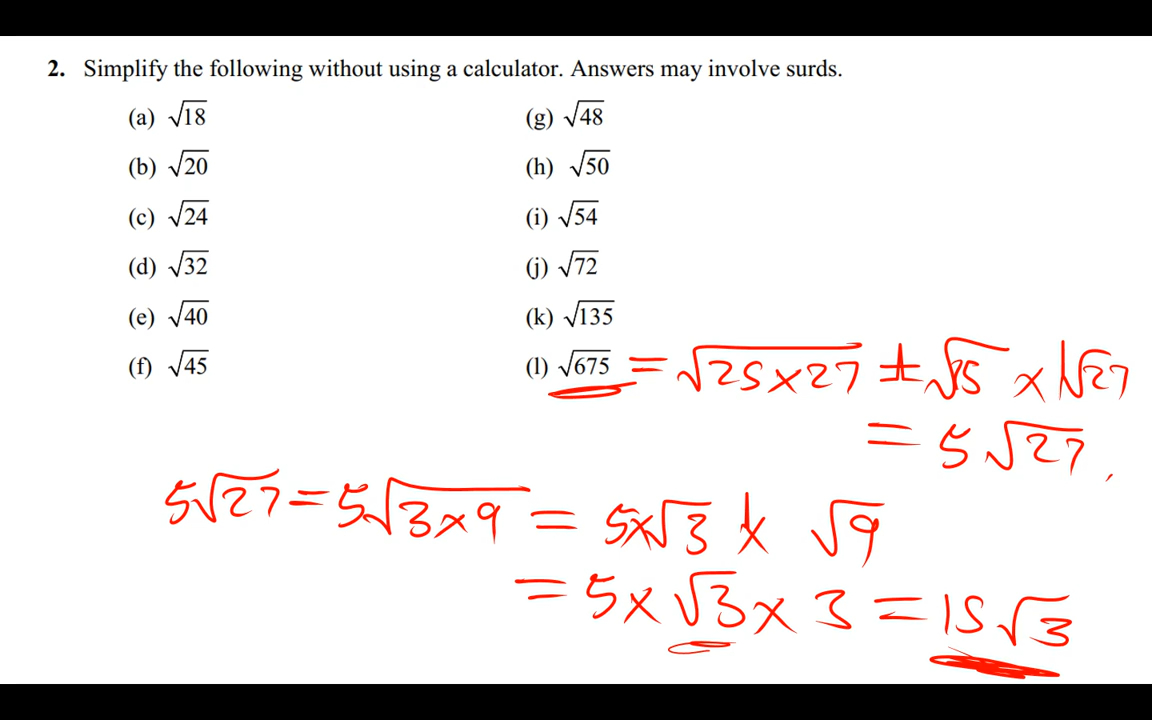 2. Simplify the following without using a calculator. Answers may involve surds.
(a) √18
(b) √20
(c) √24
(d) √32
(e) √40
(f) √45
(g) √48
(h) √50
(i) √54
(j) √72
(k) √135
(l) √675 = √25×27 = √25 × √27
= 5√27
5√27 = 5√3×9 = 5×√3 × √9
= 5×√3×3 = 15√3